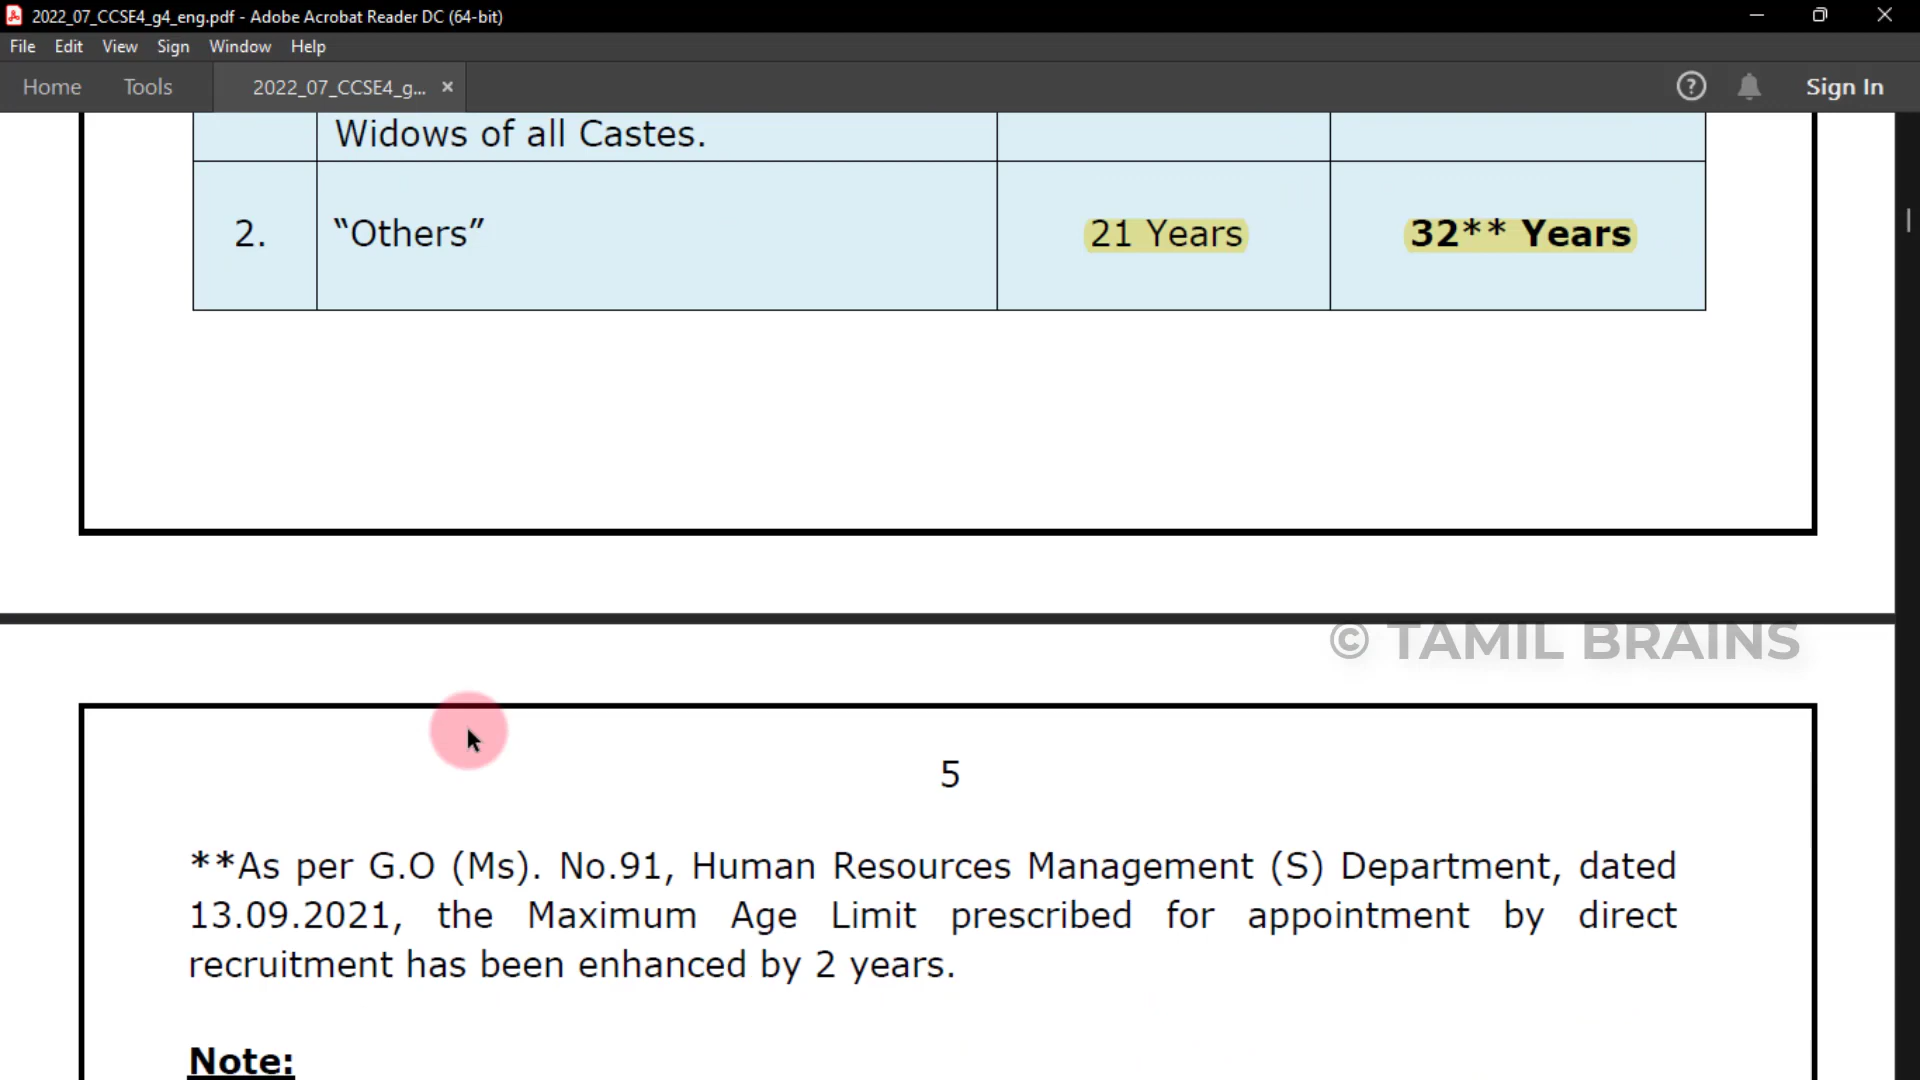 2022_07_CCSE4_g4_eng.pdf - Adobe Acrobat Reader DC (64-bit)
File Edit View Sign Window Help
Home Tools 2022_07_CCSE4_g... × ? Sign In
Widows of all Castes.
2. “Others” 21 Years 32** Years
© TAMIL BRAINS
5
**As per G.O (Ms). No.91, Human Resources Management (S) Department, dated
13.09.2021, the Maximum Age Limit prescribed for appointment by direct
recruitment has been enhanced by 2 years.
Note: